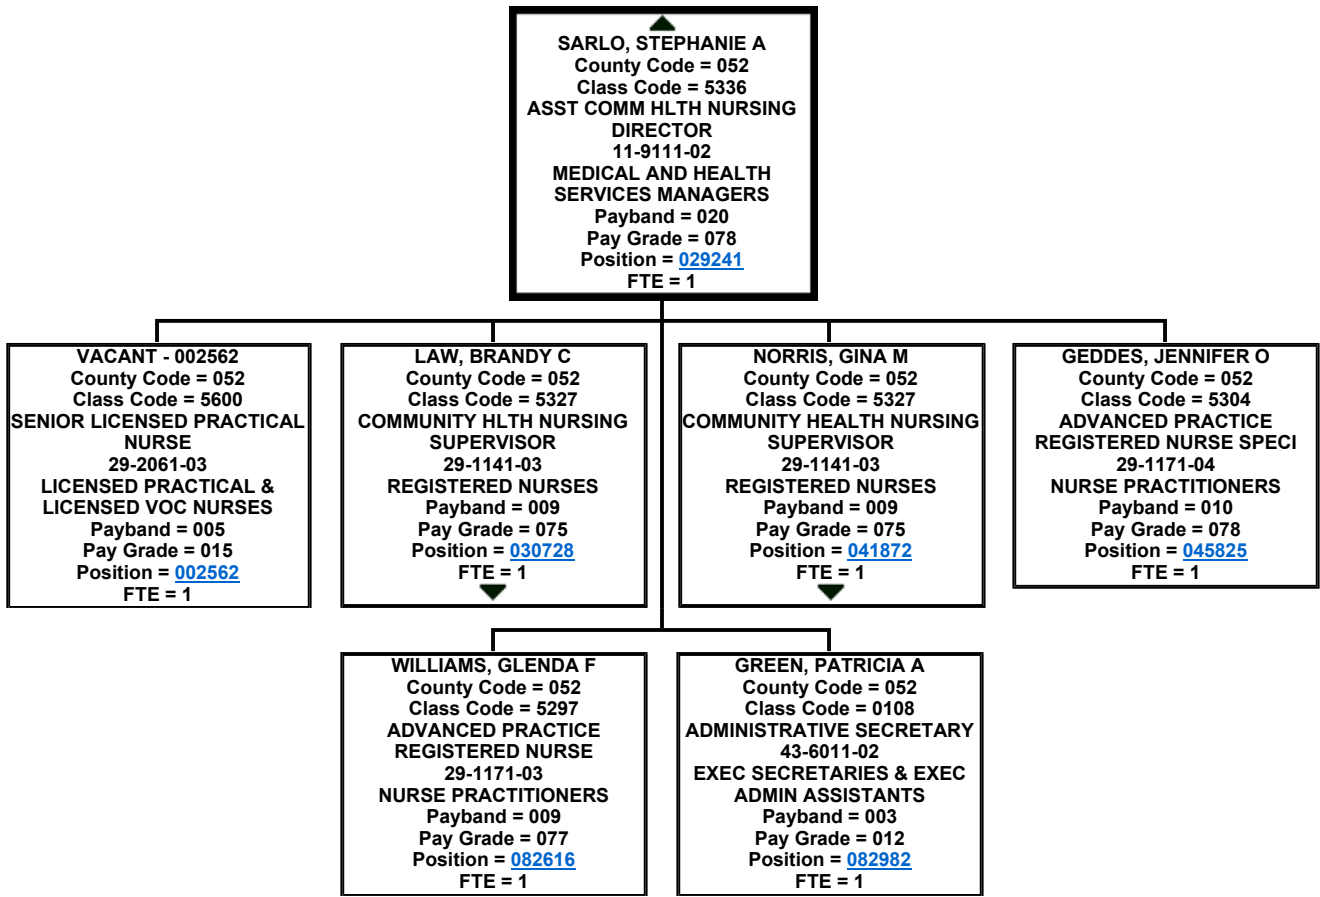 SARLO, STEPHANIE A
County Code = 052
Class Code = 5336
ASST COMM HLTH NURSING
DIRECTOR
11-9111-02
MEDICAL AND HEALTH
SERVICES MANAGERS
Payband = 020
Pay Grade = 078
Position = 029241
FTE = 1
VACANT - 002562
County Code = 052
Class Code = 5600
SENIOR LICENSED PRACTICAL
NURSE
29-2061-03
LICENSED PRACTICAL &
LICENSED VOC NURSES
Payband = 005
Pay Grade = 015
Position = 002562
FTE = 1
LAW, BRANDY C
County Code = 052
Class Code = 5327
COMMUNITY HLTH NURSING
SUPERVISOR
29-1141-03
REGISTERED NURSES
Payband = 009
Pay Grade = 075
Position = 030728
FTE = 1
NORRIS, GINA M
County Code = 052
Class Code = 5327
COMMUNITY HEALTH NURSING
SUPERVISOR
29-1141-03
REGISTERED NURSES
Payband = 009
Pay Grade = 075
Position = 041872
FTE = 1
GEDDES, JENNIFER O
County Code = 052
Class Code = 5304
ADVANCED PRACTICE
REGISTERED NURSE SPECI
29-1171-04
NURSE PRACTITIONERS
Payband = 010
Pay Grade = 078
Position = 045825
FTE = 1
WILLIAMS, GLENDA F
County Code = 052
Class Code = 5297
ADVANCED PRACTICE
REGISTERED NURSE
29-1171-03
NURSE PRACTITIONERS
Payband = 009
Pay Grade = 077
Position = 082616
FTE = 1
GREEN, PATRICIA A
County Code = 052
Class Code = 0108
ADMINISTRATIVE SECRETARY
43-6011-02
EXEC SECRETARIES & EXEC
ADMIN ASSISTANTS
Payband = 003
Pay Grade = 012
Position = 082982
FTE = 1